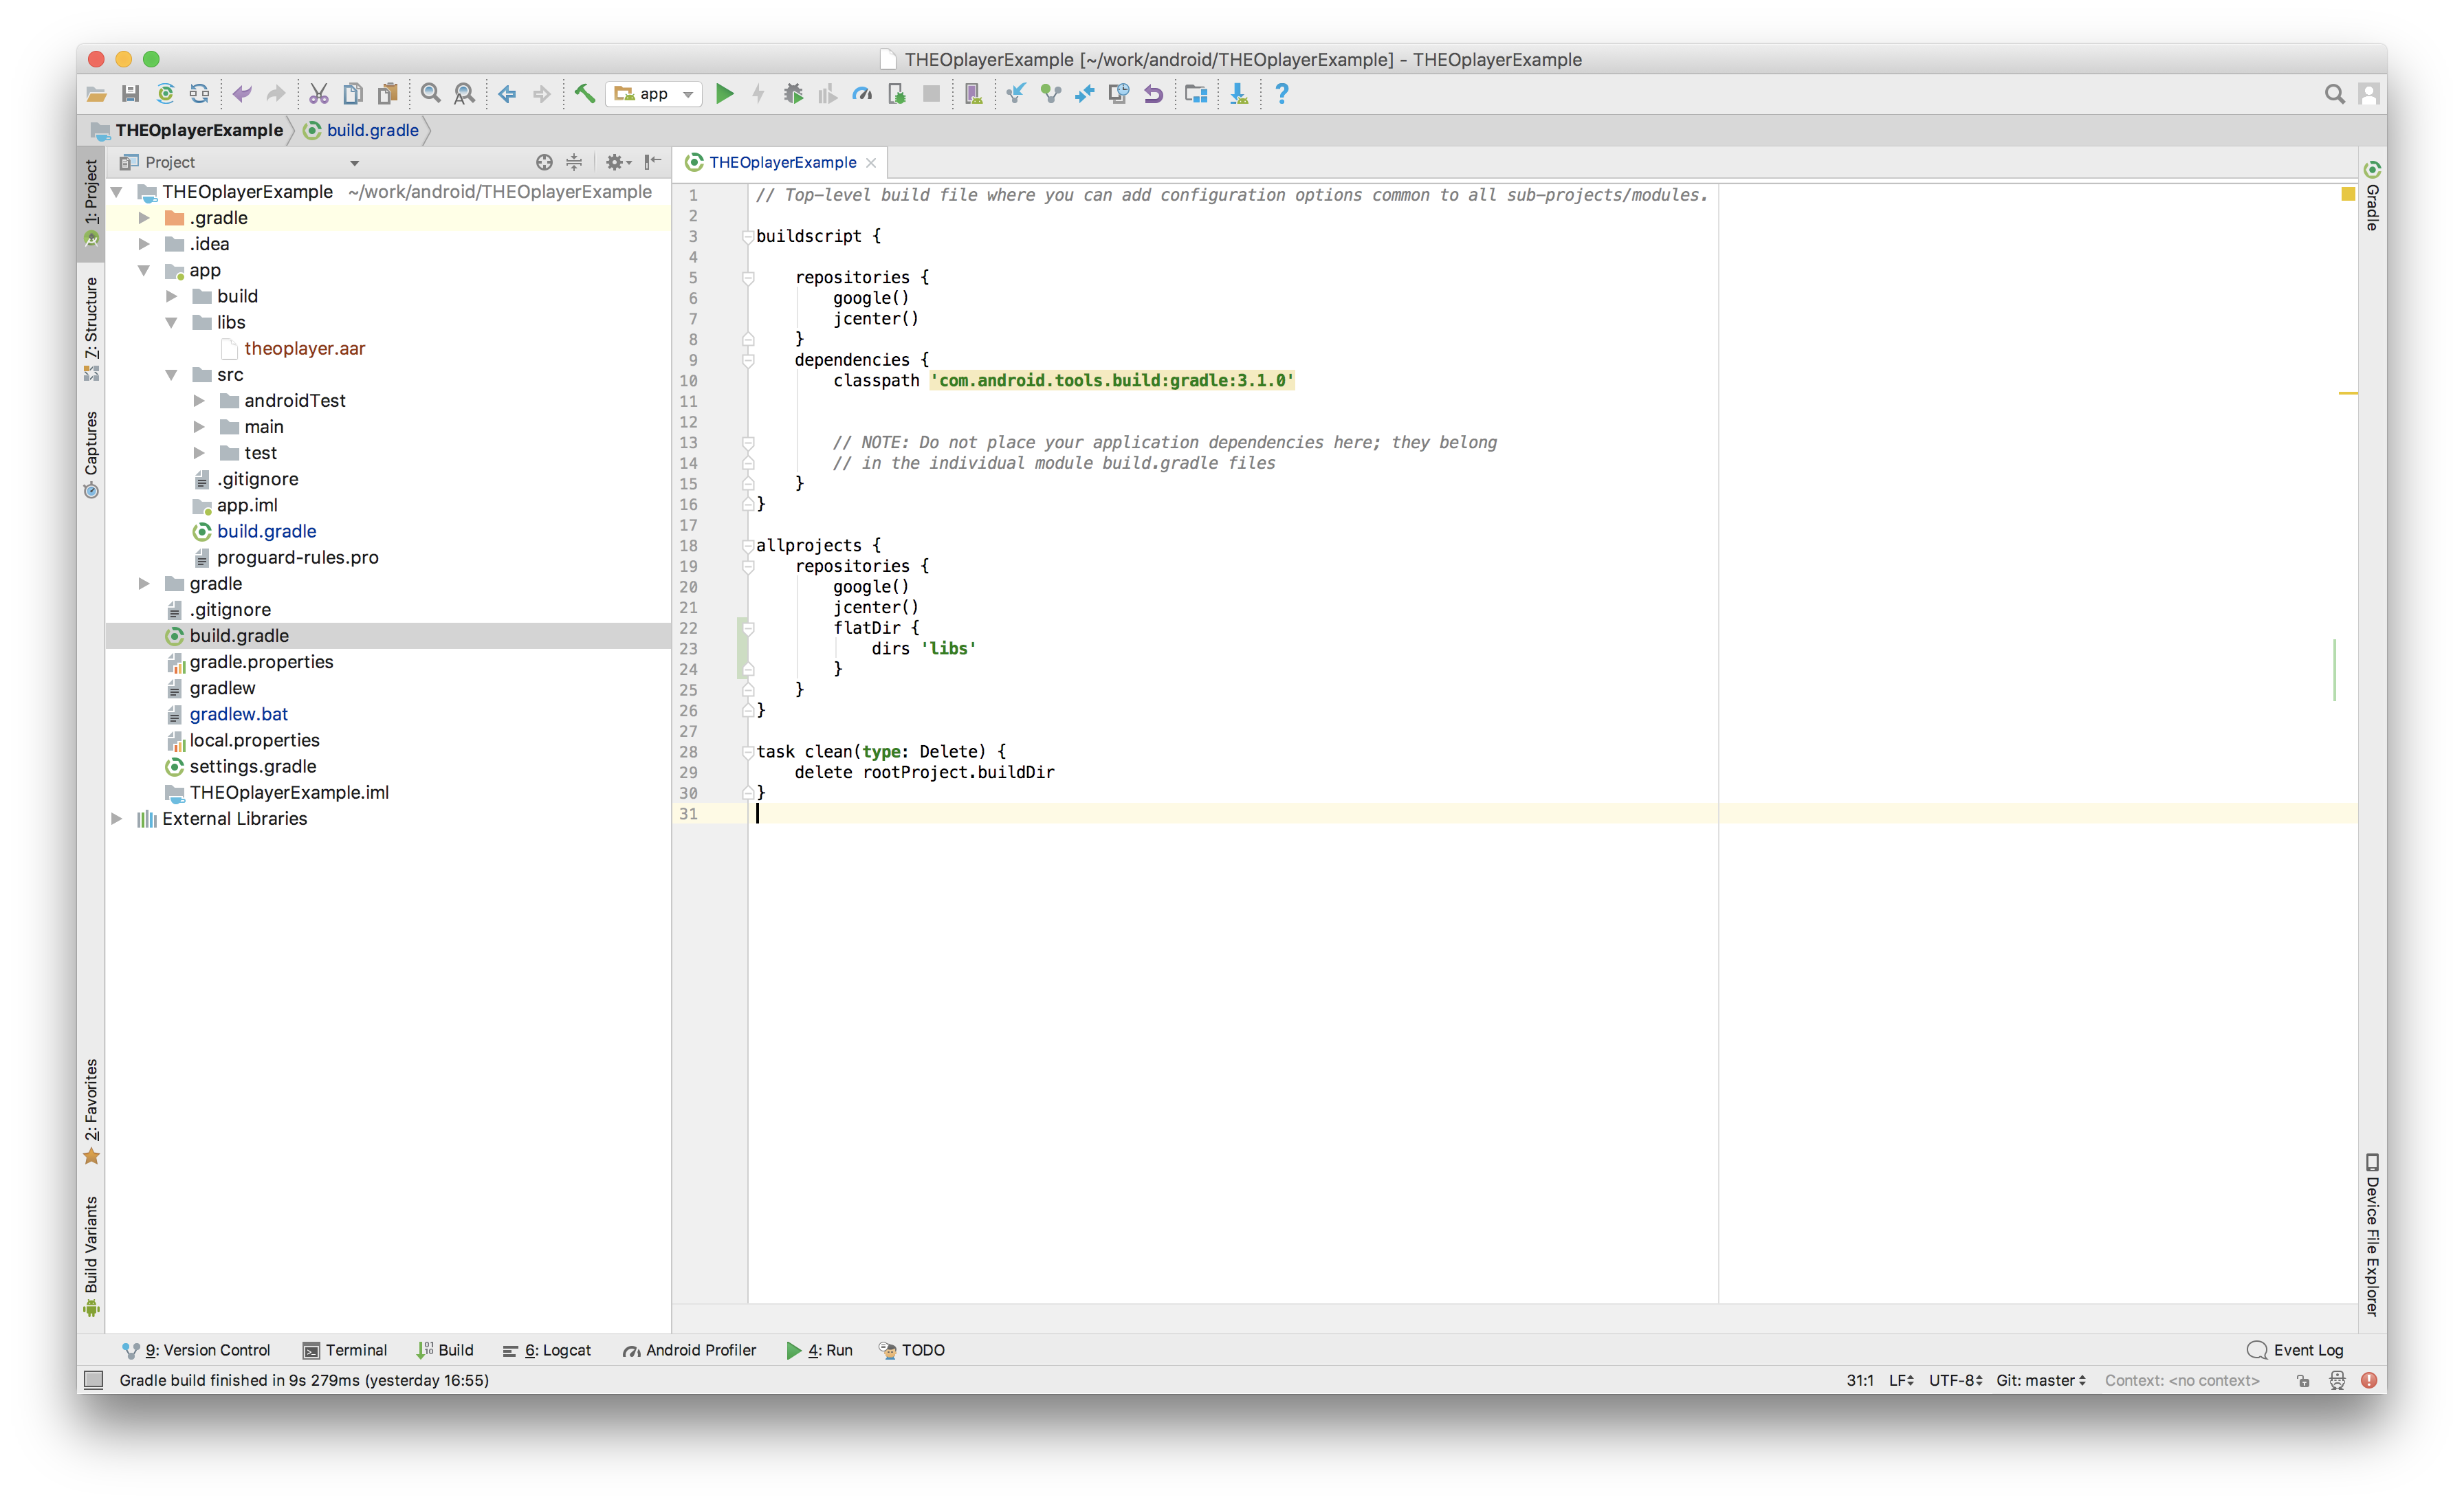 THEOplayerExample [~/work/android/THEOplayerExample] - THEOplayerExample
app
THEOplayerExample
build.gradle
1: Project
Z: Structure
Captures
2: Favorites
Build Variants
Project
THEOplayerExample ~/work/android/THEOplayerExample
.gradle
.idea
app
build
libs
theoplayer.aar
src
androidTest
main
test
.gitignore
app.iml
build.gradle
proguard-rules.pro
gradle
.gitignore
build.gradle
gradle.properties
gradlew
gradlew.bat
local.properties
settings.gradle
THEOplayerExample.iml
External Libraries
THEOplayerExample
1 // Top-level build file where you can add configuration options common to all sub-projects/modules.
2
3 buildscript {
4
5 repositories {
6 google()
7 jcenter()
8 }
9 dependencies {
10 classpath 'com.android.tools.build:gradle:3.1.0'
11
12
13 // NOTE: Do not place your application dependencies here; they belong
14 // in the individual module build.gradle files
15 }
16 }
17
18 allprojects {
19 repositories {
20 google()
21 jcenter()
22 flatDir {
23 dirs 'libs'
24 }
25 }
26 }
27
28 task clean(type: Delete) {
29 delete rootProject.buildDir
30 }
31
Gradle
Device File Explorer
9: Version Control Terminal Build 6: Logcat Android Profiler 4: Run TODO Event Log
Gradle build finished in 9s 279ms (yesterday 16:55) 31:1 LF UTF-8 Git: master Context: <no context>